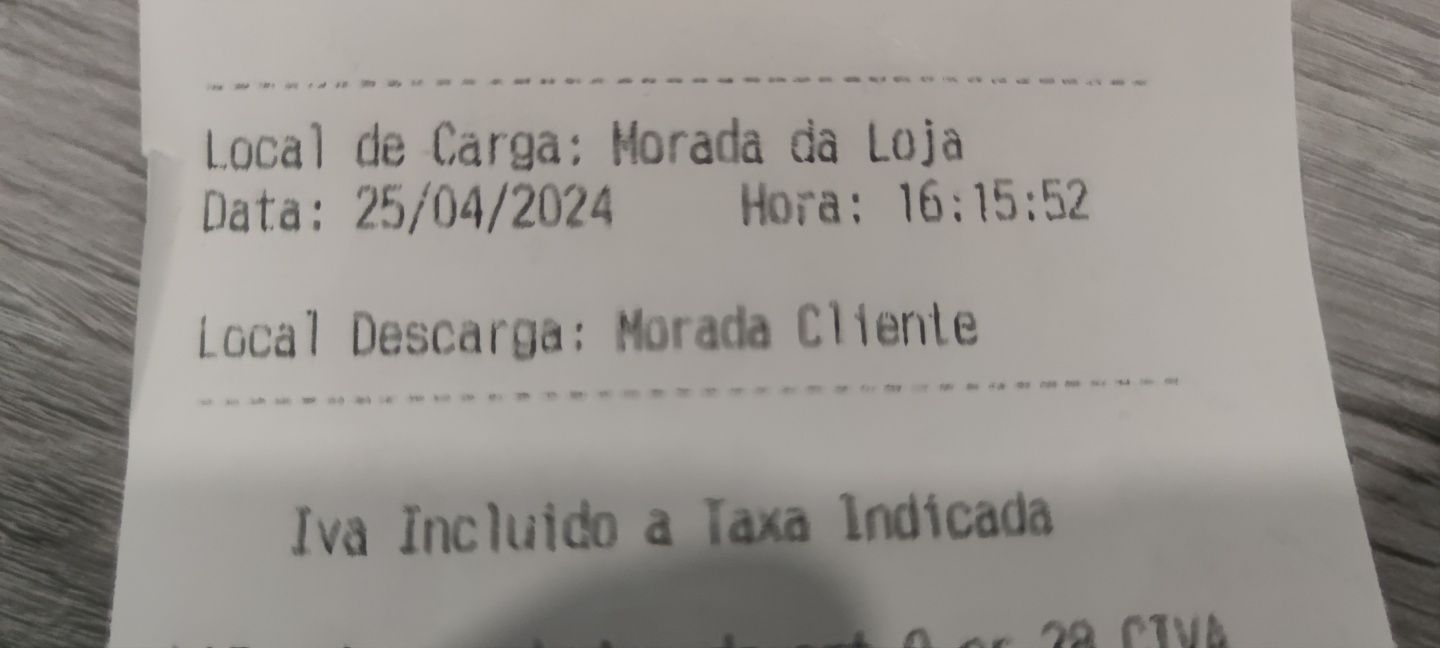 Local de Carga: Morada da Loja
Data: 25/04/2024 Hora: 16:15:52
Local Descarga: Morada Cliente
Iva Incluido a Taxa Indicada
CIVA